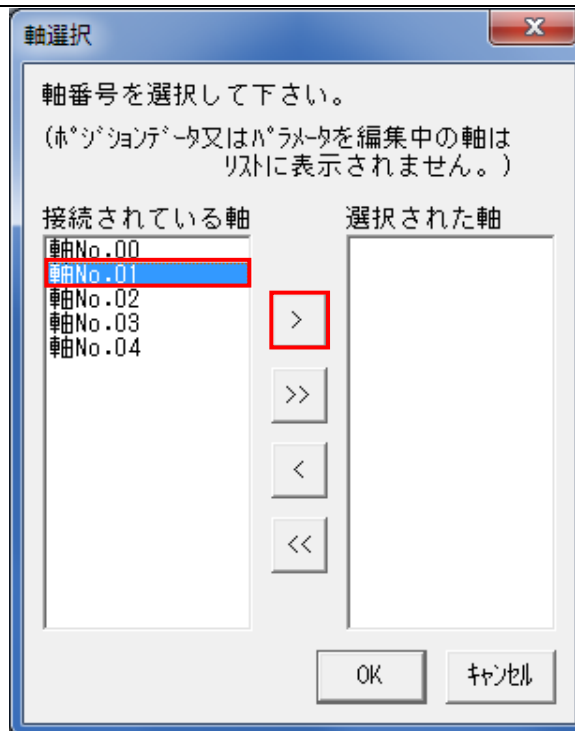 軸選択
X
軸番号を選択して下さい。
(ﾎﾟｼﾞｼｮﾝﾃﾞｰﾀ又はﾊﾟﾗﾒｰﾀを編集中の軸は
ﾘｽﾄに表示されません。)
接続されている軸
選択された軸
軸No.00
軸No.01
軸No.02
軸No.03
軸No.04
>
>>
<
<<
OK
ｷｬﾝｾﾙ